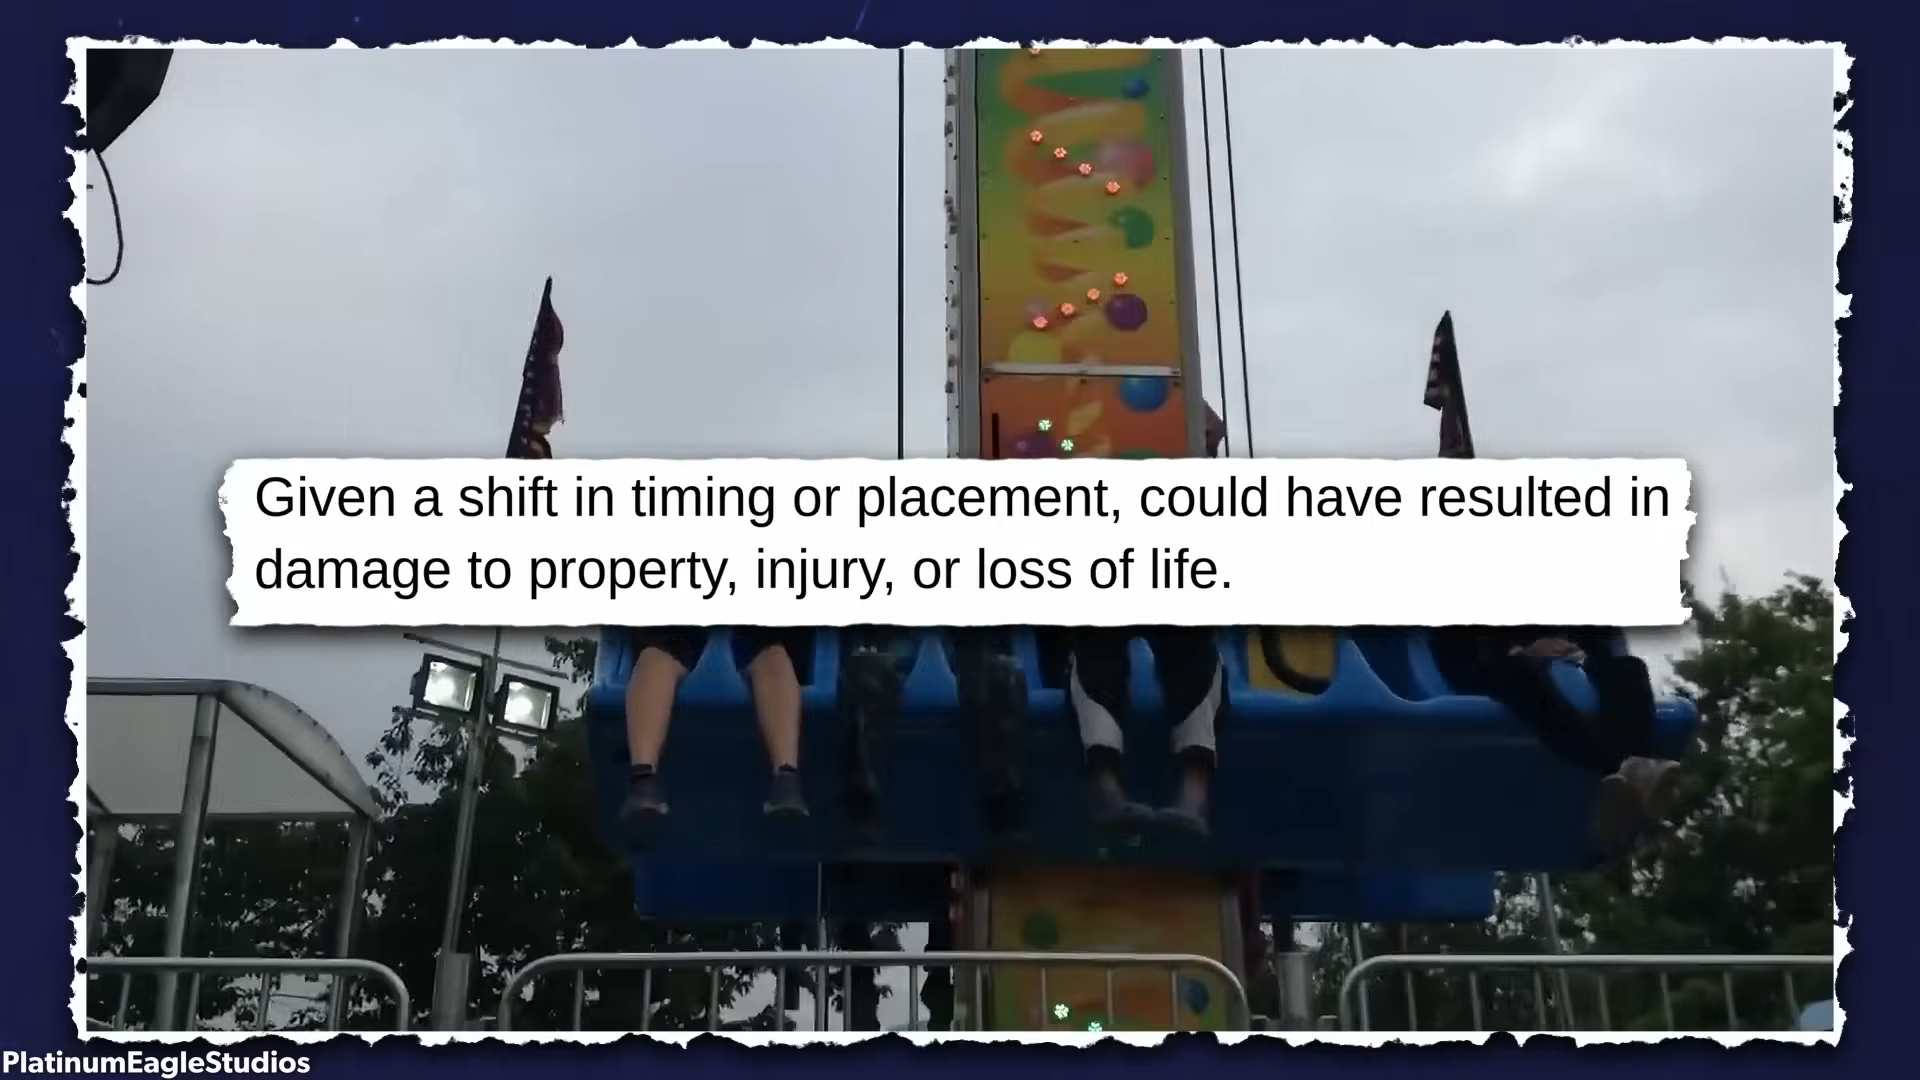 Given a shift in timing or placement, could have resulted in
damage to property, injury, or loss of life.
PlatinumEagleStudios